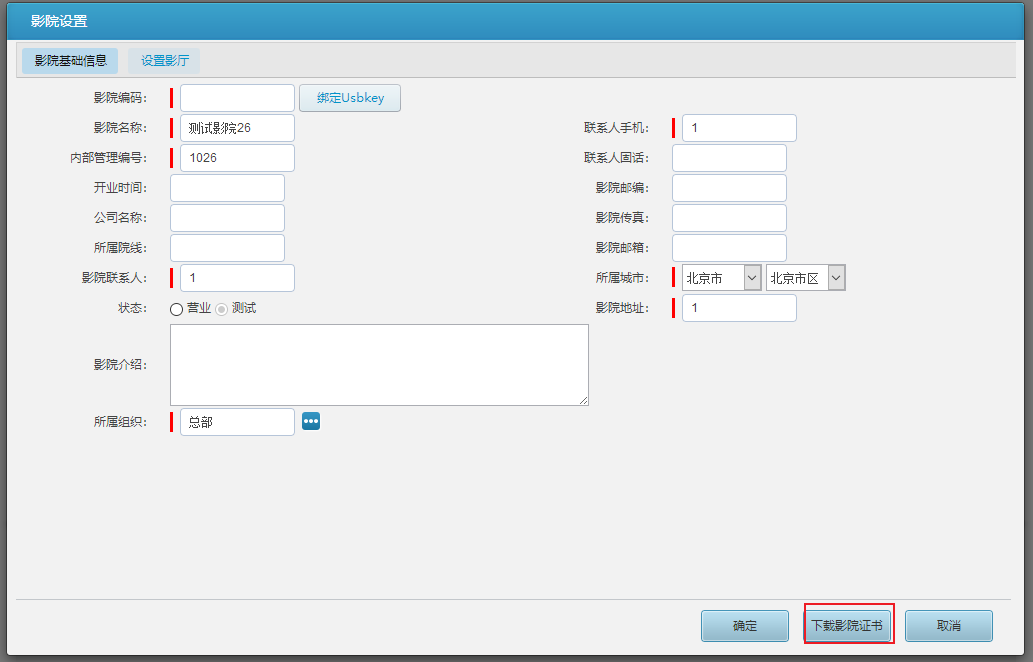 影院设置
影院基础信息 设置影厅
影院编码： 绑定Usbkey
影院名称： 测试影院26 联系人手机： 1
内部管理编号： 1026 联系人固话：
开业时间： 影院邮编：
公司名称： 影院传真：
所属院线： 影院邮箱：
影院联系人： 1 所属城市： 北京市 北京市区
状态： 营业 测试 影院地址： 1
影院介绍：
所属组织： 总部
确定 下载影院证书 取消